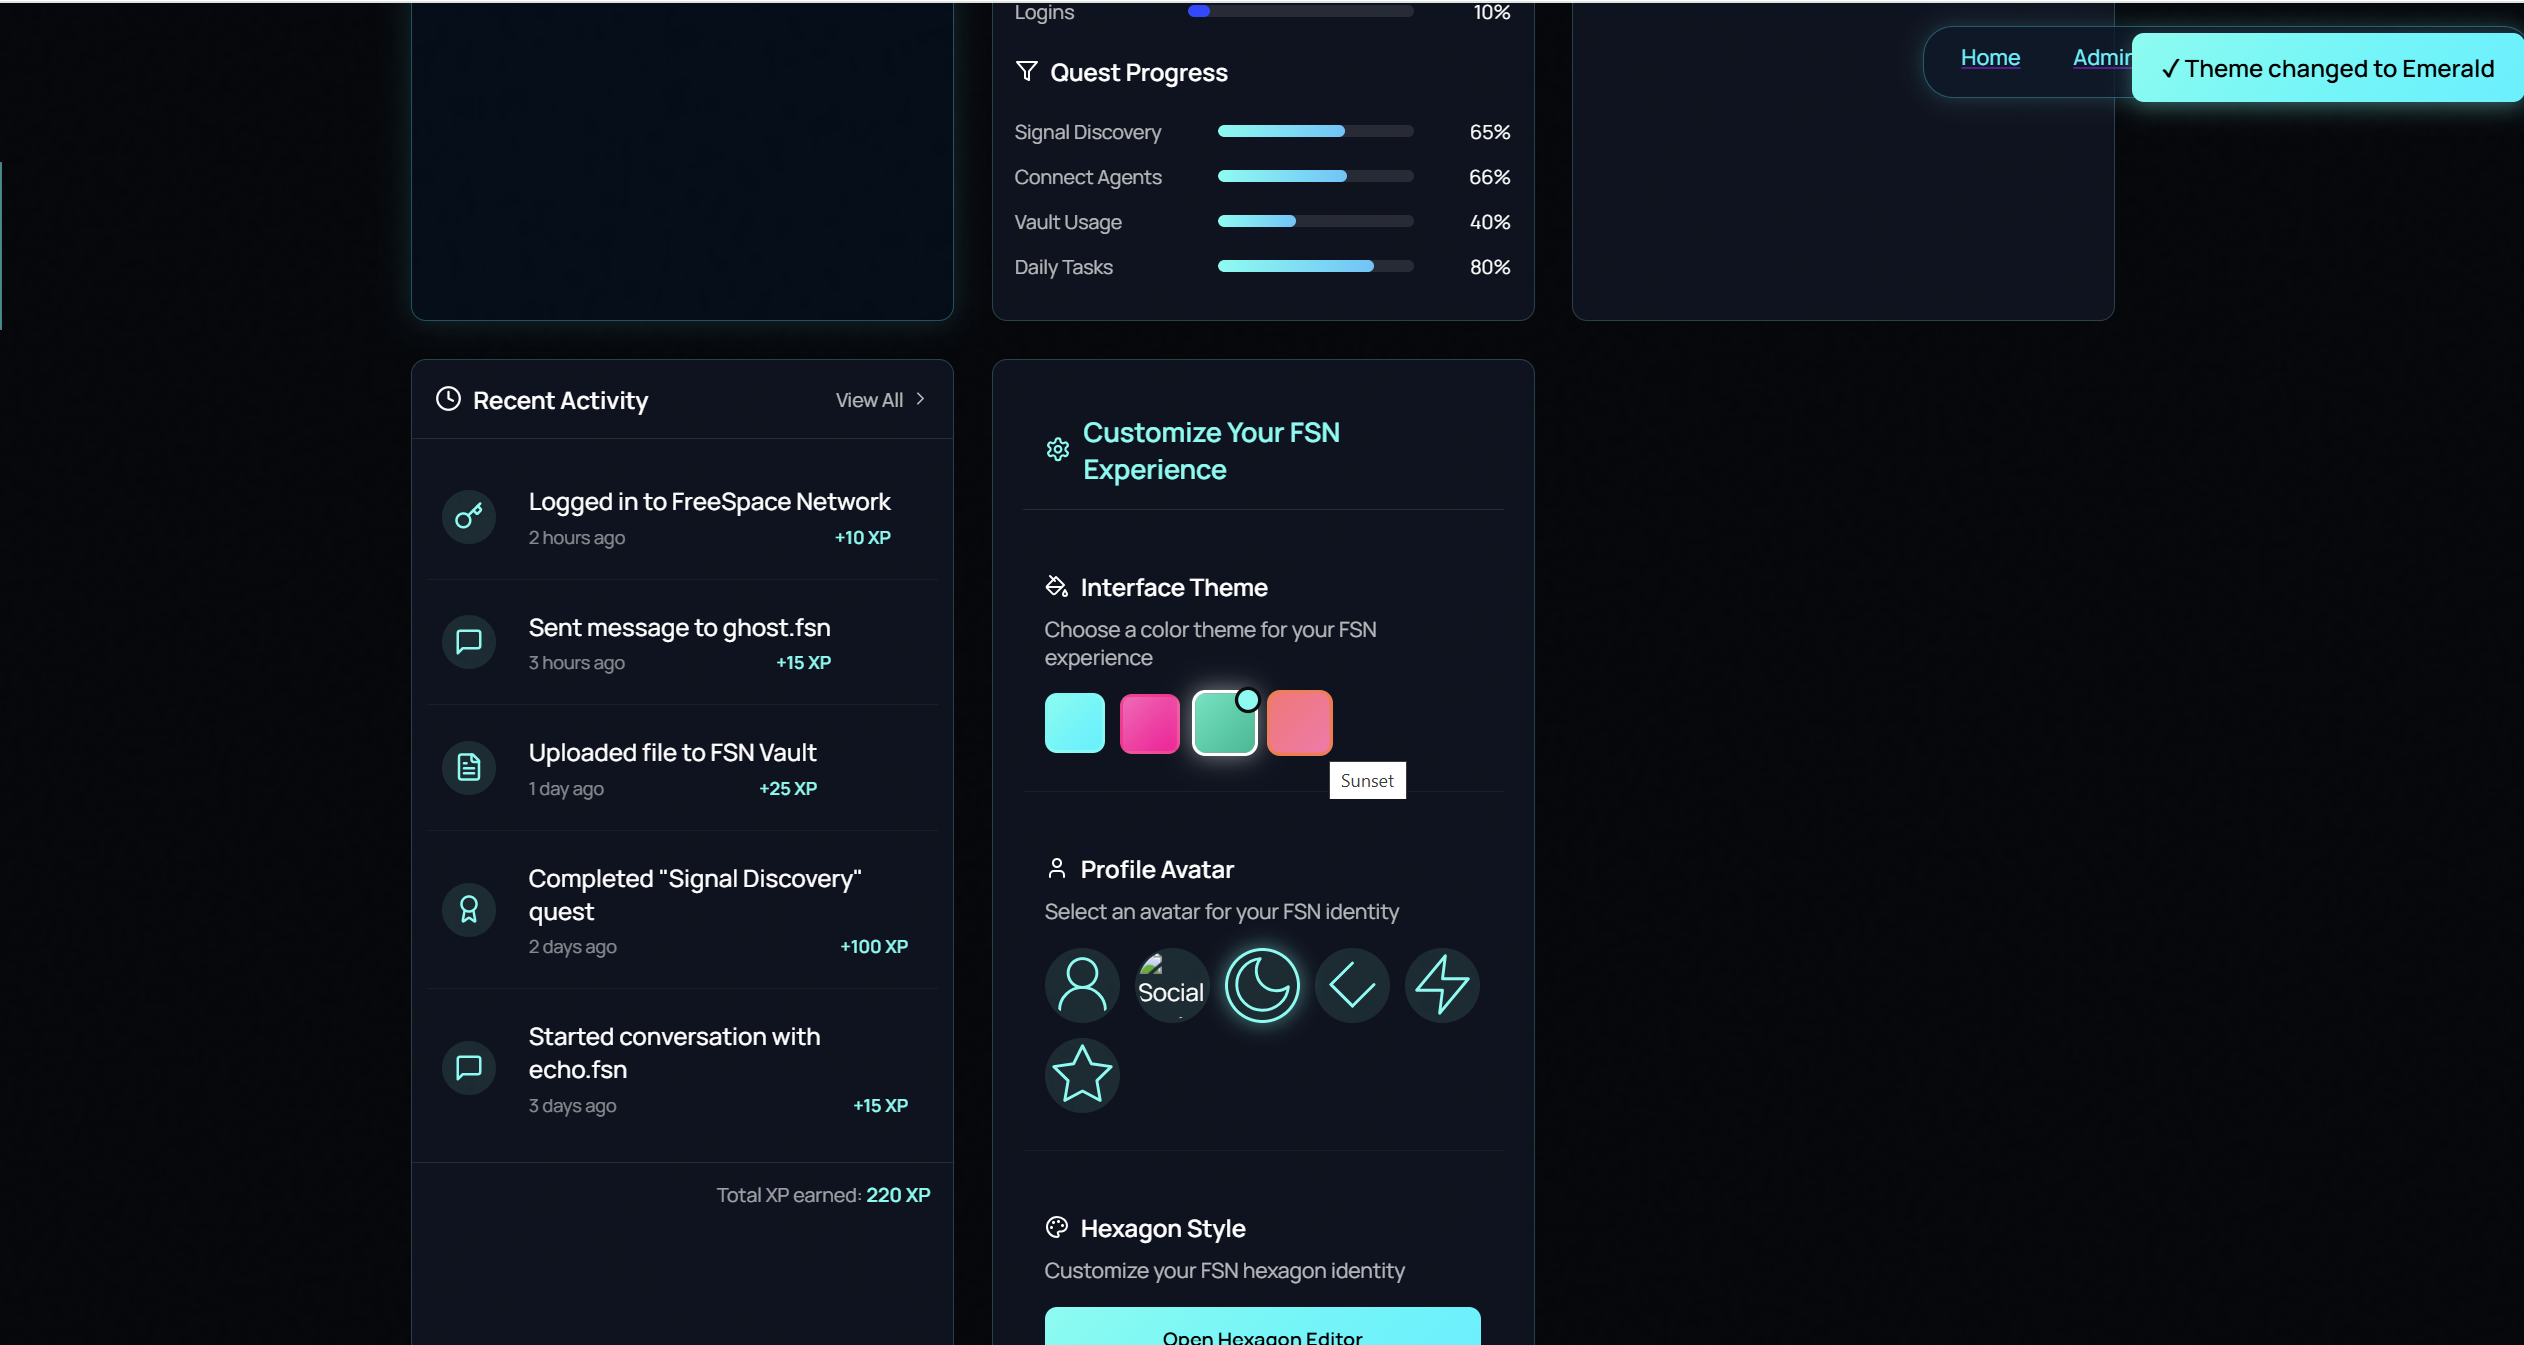 Logins 10%
Quest Progress
Signal Discovery 65%
Connect Agents 66%
Vault Usage 40%
Daily Tasks 80%
Home
✓ Theme changed to Emerald
Recent Activity View All
Logged in to FreeSpace Network
2 hours ago +10 XP
Sent message to ghost.fsn
3 hours ago +15 XP
Uploaded file to FSN Vault
1 day ago +25 XP
Completed "Signal Discovery"
quest
2 days ago +100 XP
Started conversation with
echo.fsn
3 days ago +15 XP
Total XP earned: 220 XP
Customize Your FSN
Experience
Interface Theme
Choose a color theme for your FSN
experience
Sunset
Profile Avatar
Select an avatar for your FSN identity
Social
Hexagon Style
Customize your FSN hexagon identity
Open Hexagon Editor